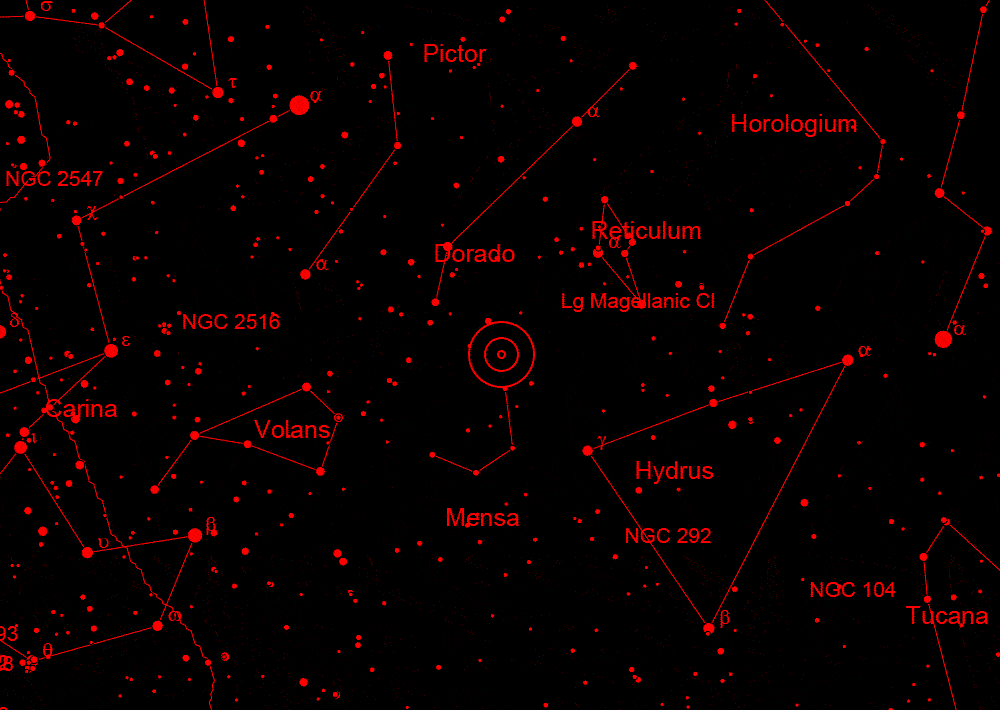 σ
Pictor
τ
α
α
Horologium
NGC 2547
χ
Reticulum
α
Dorado
α
Lg Magellanic Cl
δ
NGC 2516
α
ε
α
Carina
Volans
ι
γ
Hydrus
Mensa
β
NGC 292
υ
NGC 104
ω
β
Tucana
93
θ